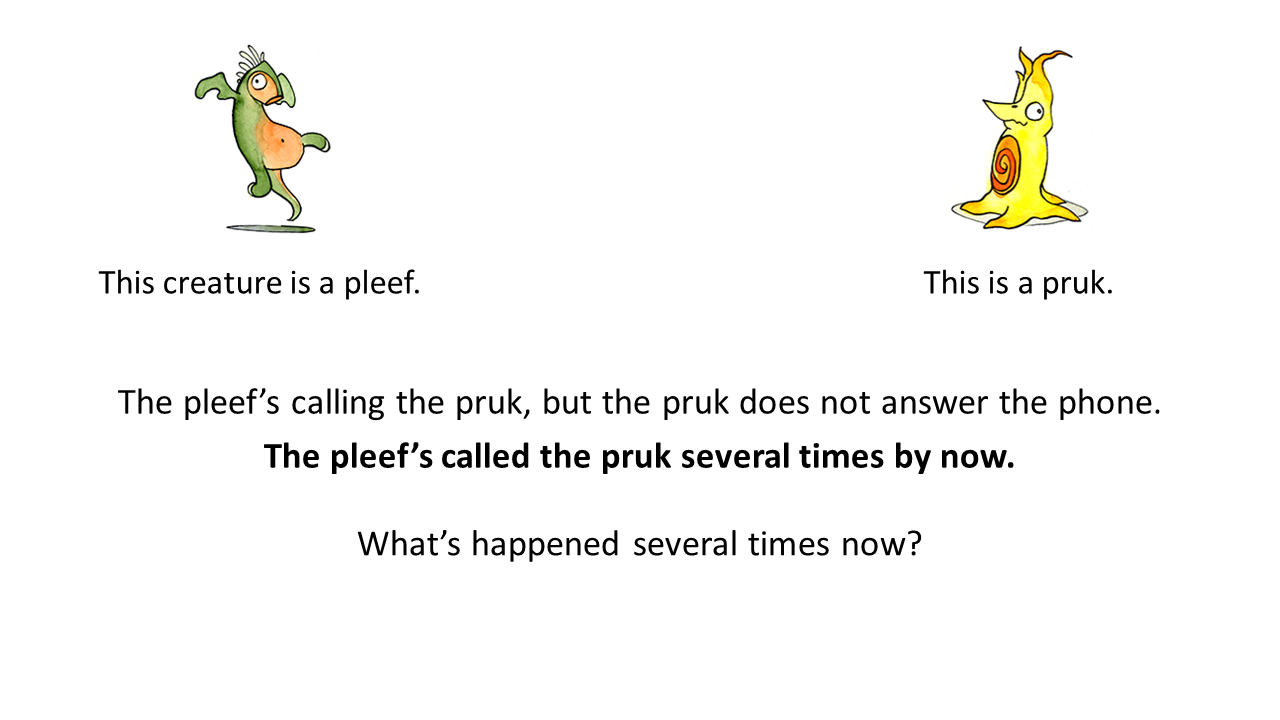 This creature is a pleef.
This is a pruk.
The pleef’s calling the pruk, but the pruk does not answer the phone.
The pleef’s called the pruk several times by now.
What’s happened several times now?